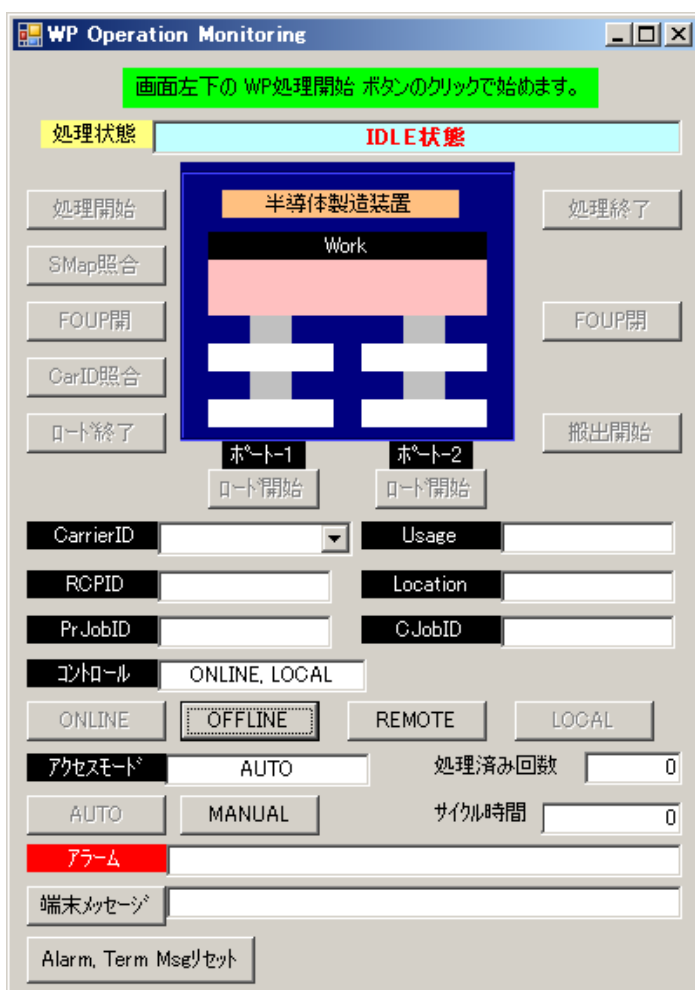 WP Operation Monitoring
画面左下の WP処理開始 ボタンのクリックで始めます。
処理状態 IDLE状態
処理開始 半導体製造装置 処理終了
Work
SMap照合
FOUP開 FOUP閉
CarID照合
ロード終了 搬出開始
ポート-1 ポート-2
ロード開始 ロード開始
CarrierID Usage
RCPID Location
PrJobID CJobID
コントロール ONLINE, LOCAL
ONLINE OFFLINE REMOTE LOCAL
アクセスモード AUTO 処理済み回数 0
AUTO MANUAL サイクル時間 0
アラーム
端末メッセージ
Alarm, Term Msgリセット